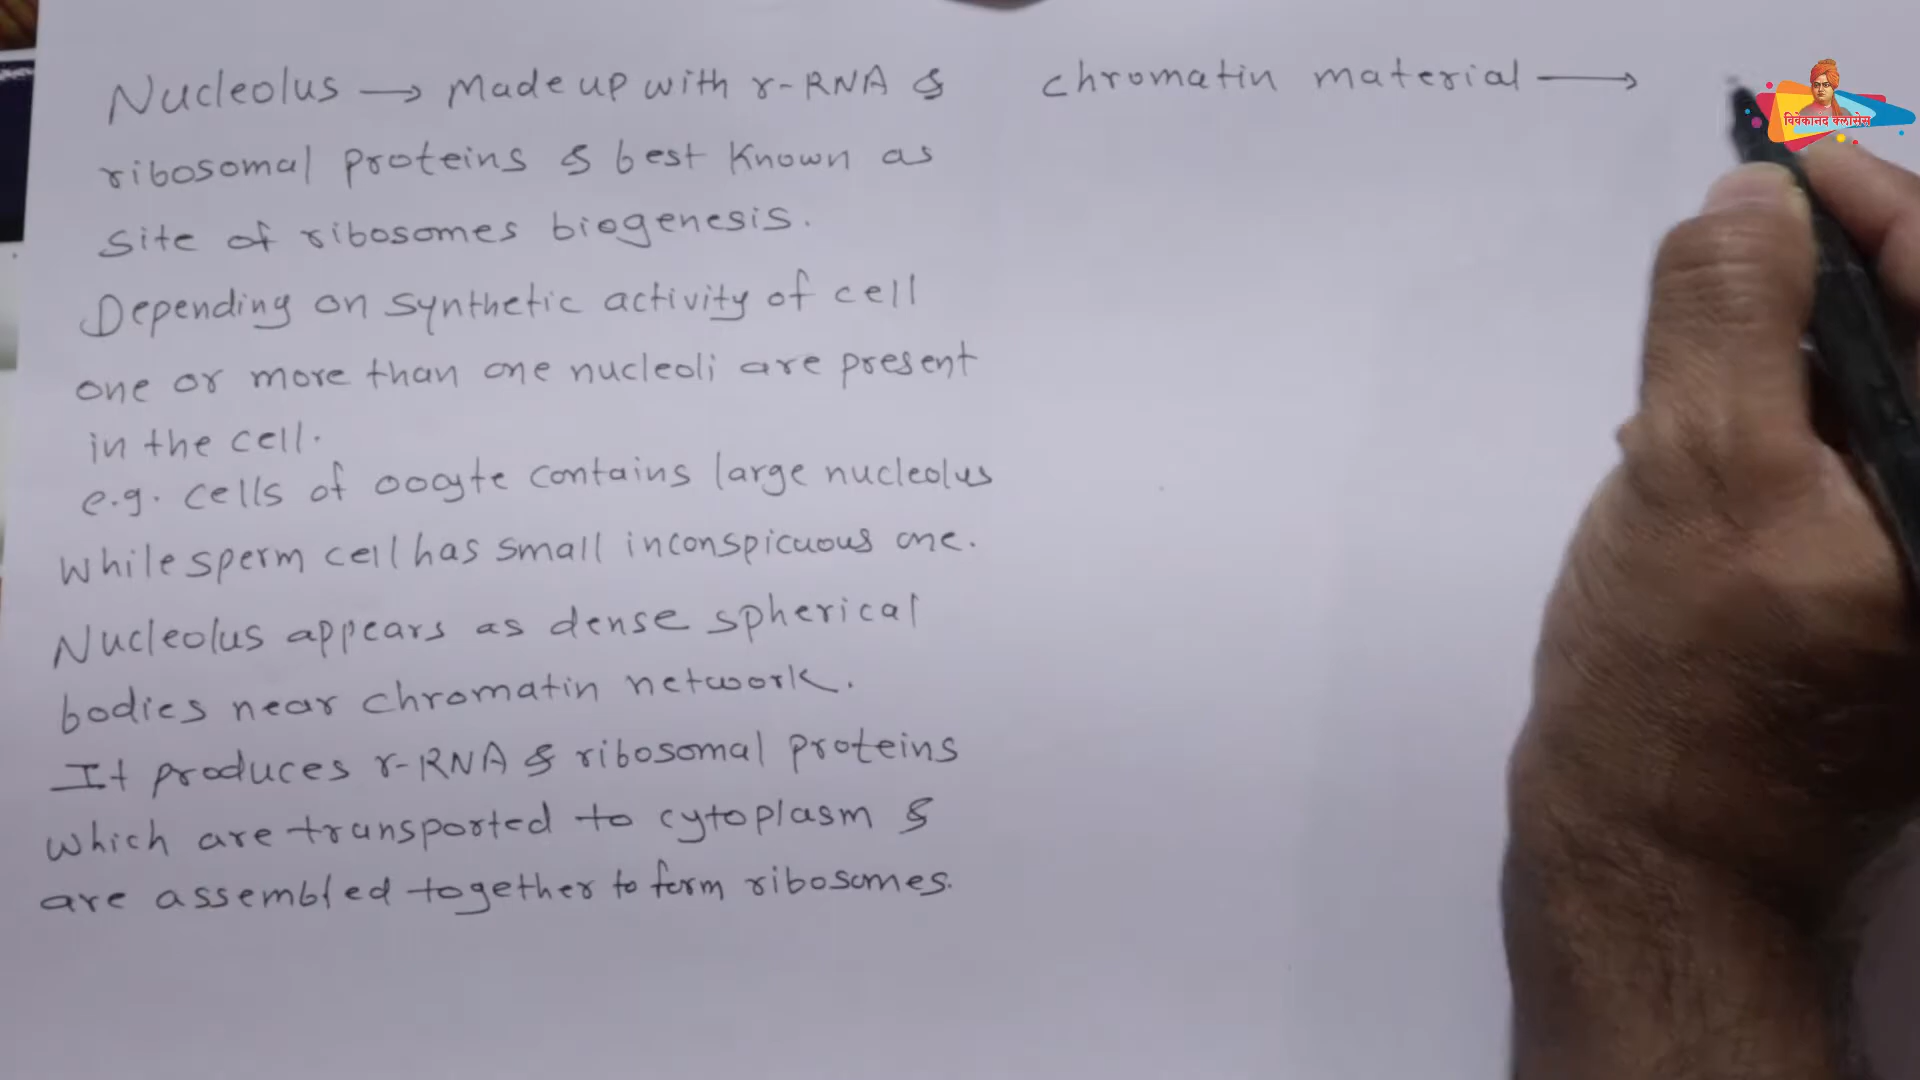 Nucleolus → Made up with r-RNA &
ribosomal proteins & best known as
site of ribosomes biogenesis.
Depending on synthetic activity of cell
one or more than one nucleoli are present
in the cell.
e.g. cells of oocyte contains large nucleolus
while sperm cell has small inconspicuous one.
Nucleolus appears as dense spherical
bodies near chromatin network.
It produces r-RNA & ribosomal proteins
which are transported to cytoplasm &
are assembled together to form ribosomes.
chromatin material →
विवेकानंद क्लासेस